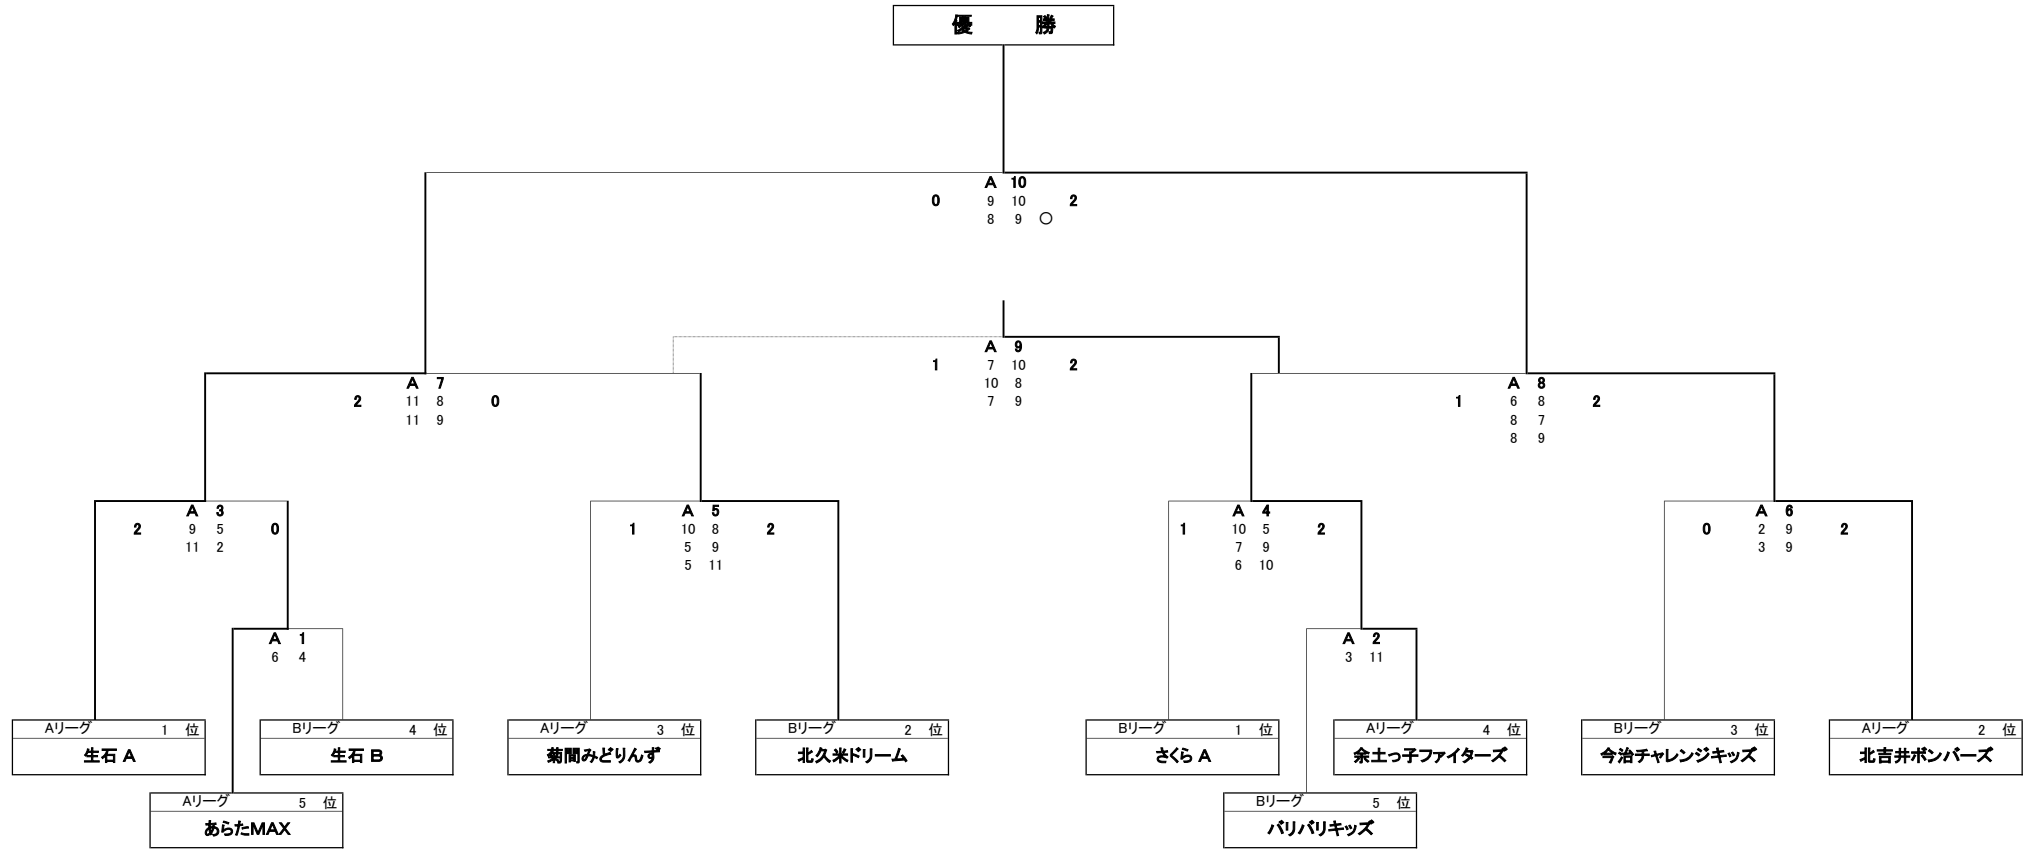 優 勝
A 10
0 9 10 2
8 9 ○
A 9
1 7 10 2
10 8
7 9
A 7
2 11 8 0
11 9
A 8
1 6 8 2
8 7
8 9
A 3
2 9 5 0
11 2
A 5
1 10 8 2
5 9
5 11
A 4
1 10 5 2
7 9
6 10
A 6
0 2 9 2
3 9
A 1
6 4
A 2
3 11
Aリーグ 1 位
生石 A
Bリーグ 4 位
生石 B
Aリーグ 3 位
菊間みどりんず
Bリーグ 2 位
北久米ドリーム
Bリーグ 1 位
さくら A
Aリーグ 4 位
余土っ子ファイターズ
Bリーグ 3 位
今治チャレンジキッズ
Aリーグ 2 位
北吉井ボンバーズ
Aリーグ 5 位
あらたMAX
Bリーグ 5 位
バリバリキッズ